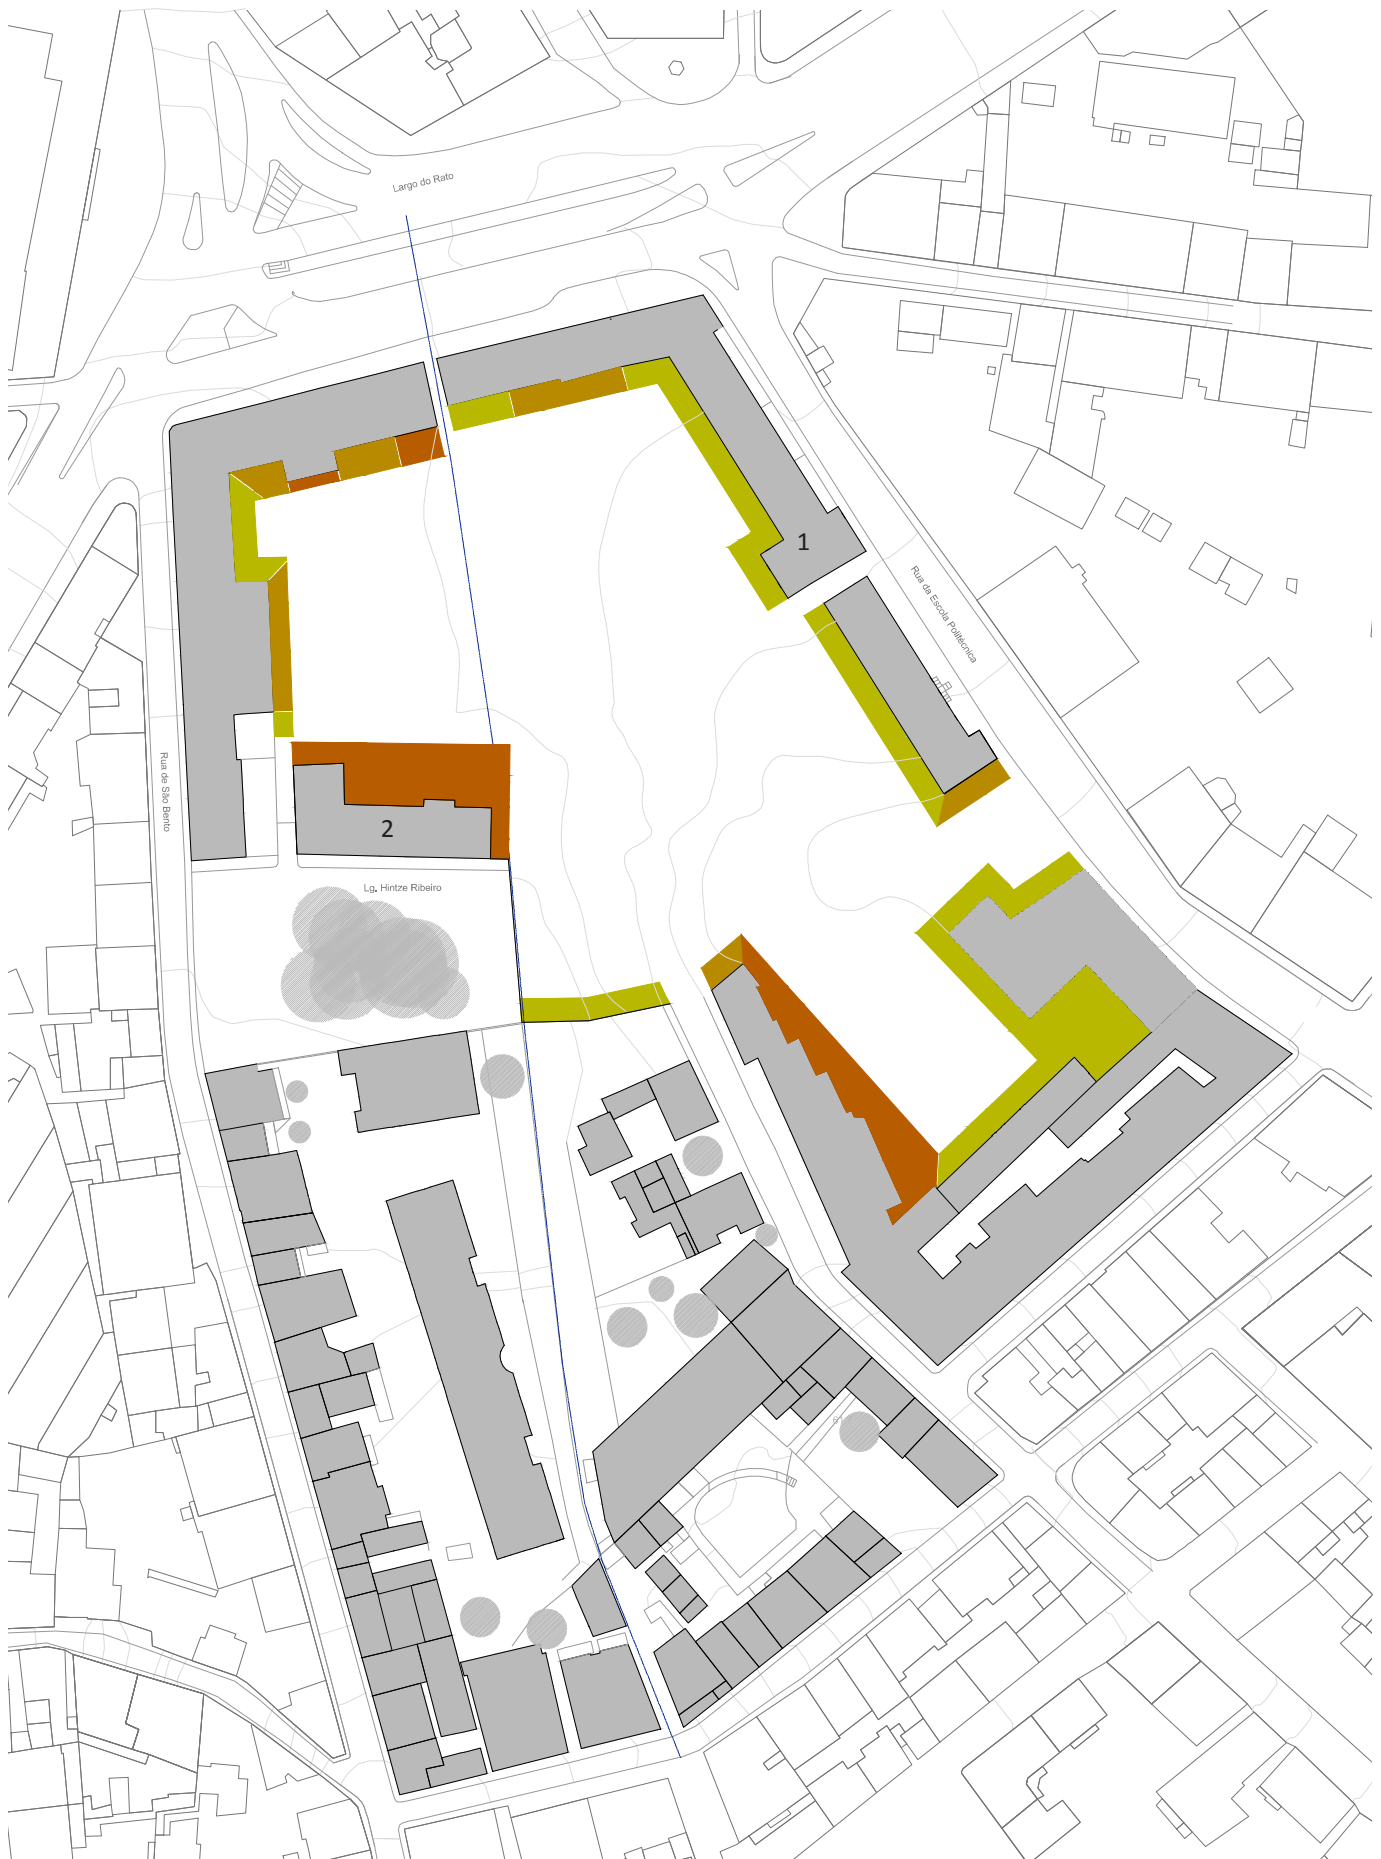 Largo do Rato
1
Rua da Escola Politécnica
Rua de São Bento
2
Lg. Hintze Ribeiro